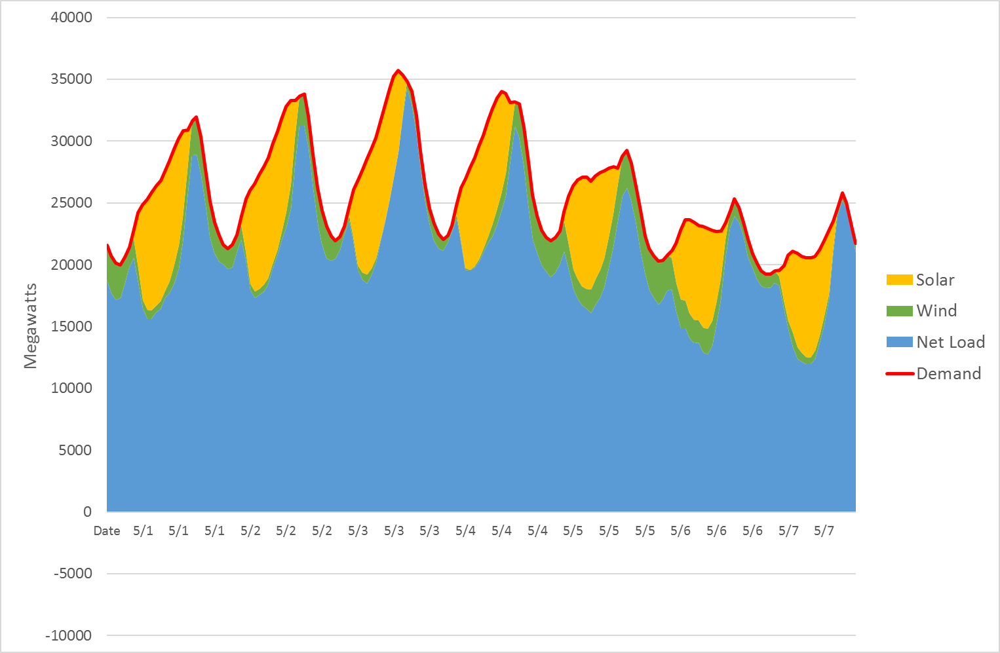 40000
35000
30000
25000
20000
15000
10000
5000
0
-5000
-10000
Megawatts
Date 5/1 5/1 5/1 5/2 5/2 5/2 5/3 5/3 5/3 5/4 5/4 5/4 5/5 5/5 5/5 5/6 5/6 5/6 5/7 5/7
Solar
Wind
Net Load
Demand